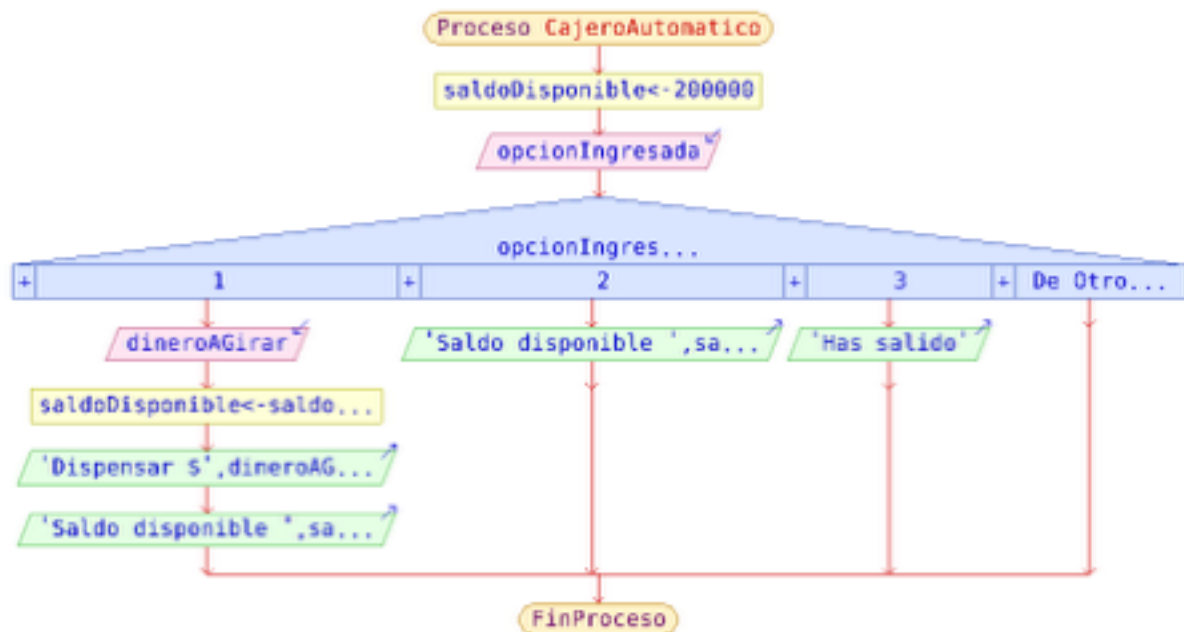 Proceso CajeroAutomatico
saldoDisponible<-200000
opcionIngresada
opcionIngres...
+ 1 + 2 + 3 + De Otro...
dineroAGirar
'Saldo disponible ',sa...
'Has salido'
saldoDisponible<-saldo...
'Dispensar $',dineroAG...
'Saldo disponible ',sa...
FinProceso